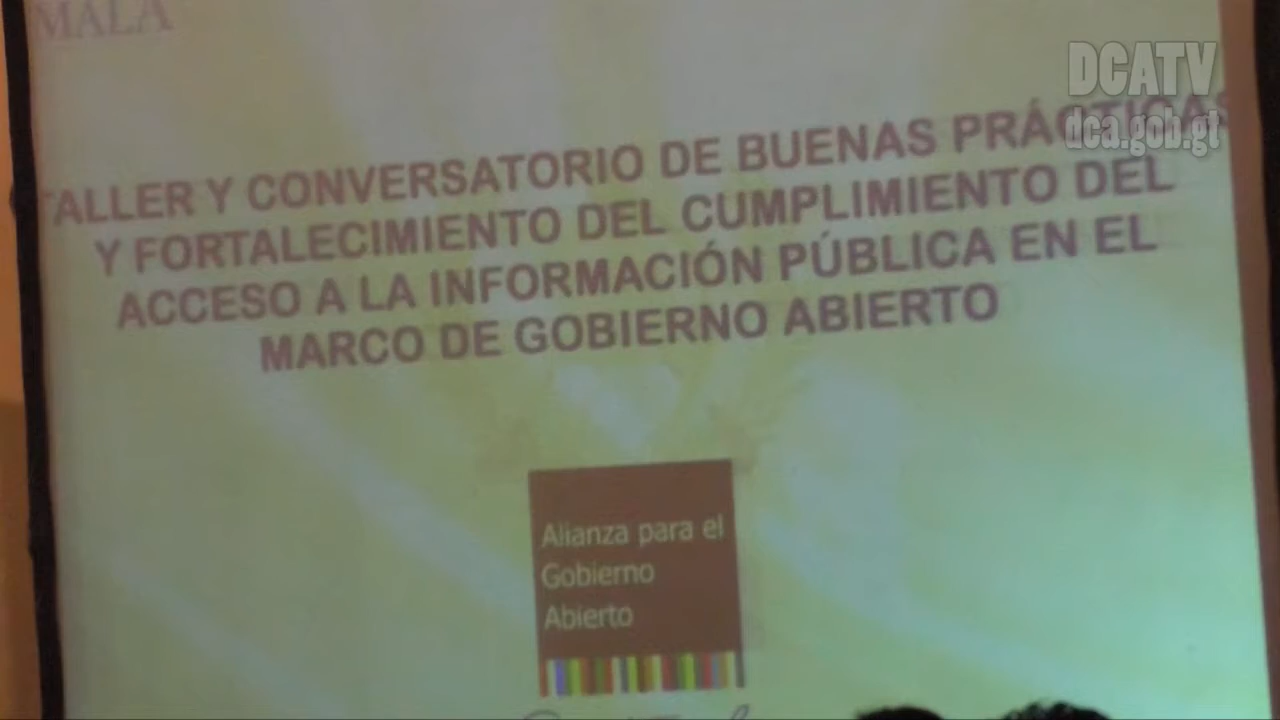 MALA
DCATV
dca.gob.gt
TALLER Y CONVERSATORIO DE BUENAS PRÁCTICAS
Y FORTALECIMIENTO DEL CUMPLIMIENTO DEL
ACCESO A LA INFORMACIÓN PÚBLICA EN EL
MARCO DE GOBIERNO ABIERTO
Alianza para el
Gobierno
Abierto